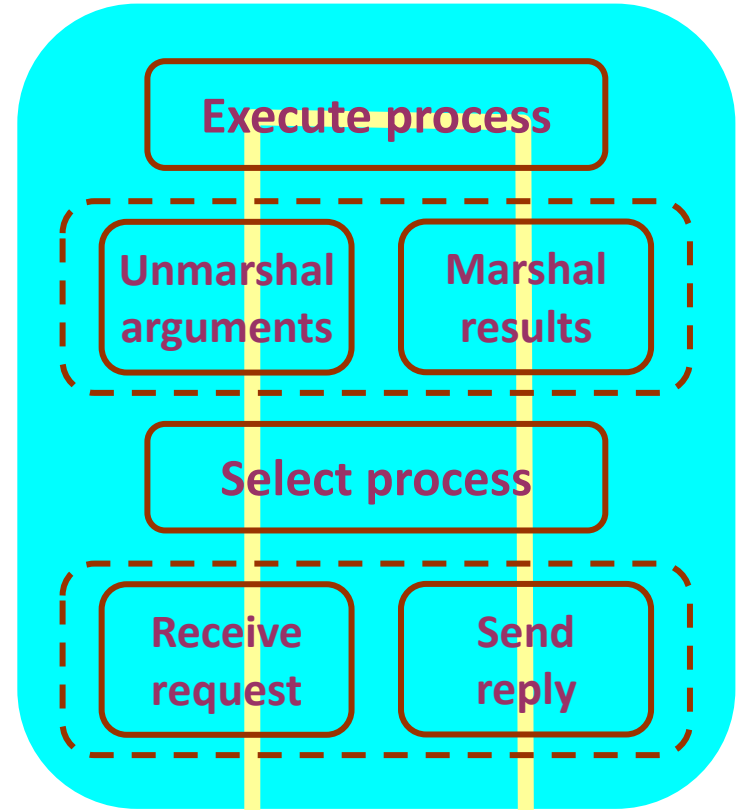 Execute process
Unmarshal
arguments
Marshal
results
Select process
Receive
request
Send
reply